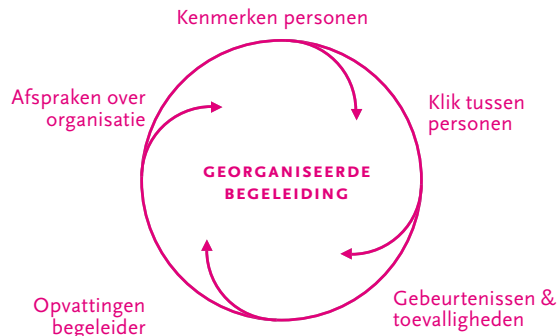 Kenmerken personen
Afspraken over
organisatie
Klik tussen
personen
GEORGANISEERDE
BEGELEIDING
Opvattingen
begeleider
Gebeurtenissen &
toevalligheden